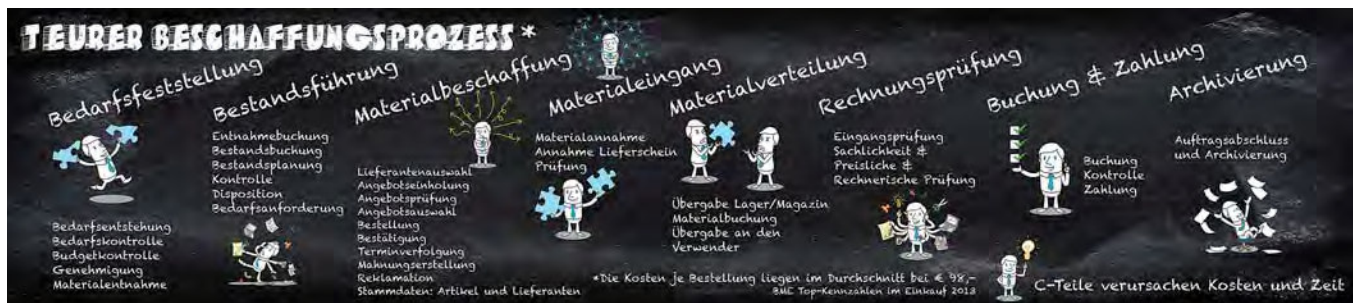 TEURER BESCHAFFUNGSPROZESS *
Bedarfsfeststellung
Bedarfsentstehung
Bedarfskontrolle
Budgetkontrolle
Genehmigung
Materialentnahme
Bestandsführung
Entnahmebuchung
Bestandsbuchung
Bestandsplanung
Kontrolle
Disposition
Bedarfsanforderung
Materialbeschaffung
Lieferantenauswahl
Angebotseinholung
Angebotsprüfung
Angebotsauswahl
Bestellung
Bestätigung
Terminverfolgung
Mahnungserstellung
Reklamation
Stammdaten: Artikel und Lieferanten
Materialeingang
Materialannahme
Annahme Lieferschein
Prüfung
Materialverteilung
Übergabe Lager/Magazin
Materialbuchung
Übergabe an den
Verwender
Rechnungsprüfung
Eingangsprüfung
Sachlichkeit &
Preisliche &
Rechnerische Prüfung
Buchung & Zahlung
Buchung
Kontrolle
Zahlung
Archivierung
Auftragsabschluss
und Archivierung
*Die Kosten je Bestellung liegen im Durchschnitt bei € 98,-
BME Top-Kennzahlen im Einkauf 2013
C-Teile verursachen Kosten und Zeit